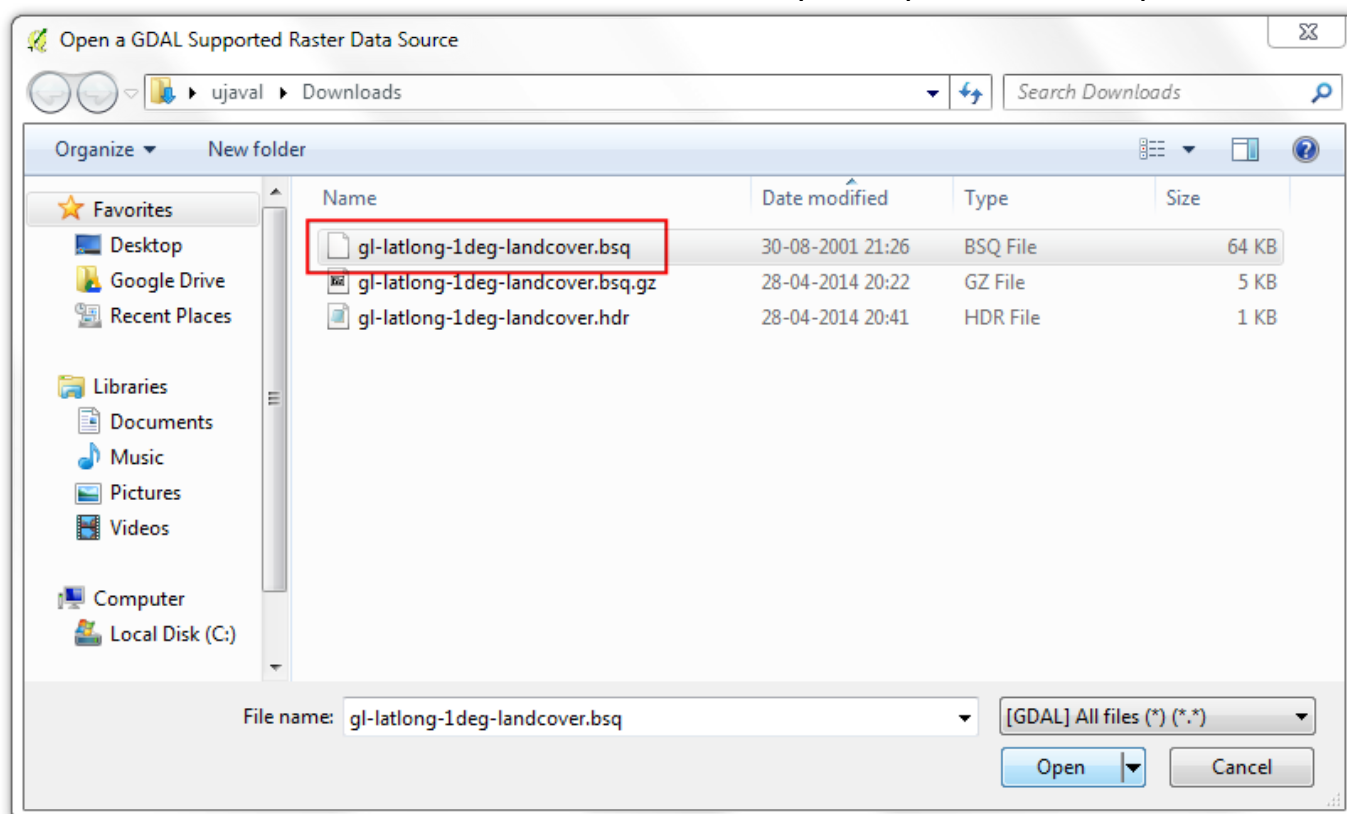 Open a GDAL Supported Raster Data Source
ujaval Downloads
Search Downloads
Organize New folder
Name Date modified Type Size
gl-latlong-1deg-landcover.bsq 30-08-2001 21:26 BSQ File 64 KB
gl-latlong-1deg-landcover.bsq.gz 28-04-2014 20:22 GZ File 5 KB
gl-latlong-1deg-landcover.hdr 28-04-2014 20:41 HDR File 1 KB
Favorites
Desktop
Google Drive
Recent Places
Libraries
Documents
Music
Pictures
Videos
Computer
Local Disk (C:)
File name: gl-latlong-1deg-landcover.bsq
[GDAL] All files (*) (*.*)
Open Cancel